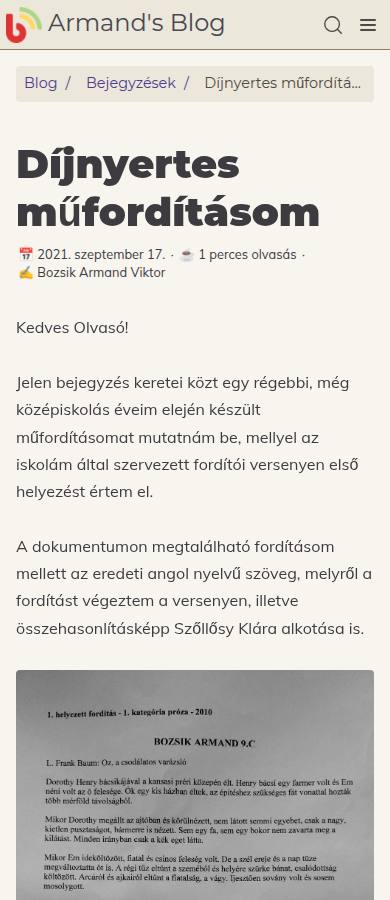 Armand's Blog
Blog / Bejegyzések / Díjnyertes műfordítá...
Díjnyertes
műfordításom
📅 2021. szeptember 17. · ☕ 1 perces olvasás ·
✍️ Bozsik Armand Viktor
Kedves Olvasó!
Jelen bejegyzés keretei közt egy régebbi, még
középiskolás éveim elején készült
műfordításomat mutatnám be, mellyel az
iskolám által szervezett fordítói versenyen első
helyezést értem el.
A dokumentumon megtalálható fordításom
mellett az eredeti angol nyelvű szöveg, melyről a
fordítást végeztem a versenyen, illetve
összehasonlításképp Szőllősy Klára alkotása is.
1. helyezett fordítás - 1. kategória próza - 2010
BOZSIK ARMAND 9.C
L. Frank Baum: Oz, a csodálatos varázsló
Dorothy Henry bácsikájával a kansasi préri közepén élt. Henry bácsi egy farmer volt és Em
néni volt az ő felesége. Ők egy kis házban éltek, az építéshez szükséges fát vonattal hozták
több mérföld távolságból.
Mikor Dorothy megállt az ajtóban és körülnézett, nem látott semmi egyebet, csak a nagy,
kietlen pusztaságot, bármerre is nézett. Sem egy fa, sem egy bokor nem zavarta meg a
kilátást. Minden irányban csak a kék eget látta.
Mikor Em ideköltözött, fiatal és csinos feleség volt. De a szél ereje és a nap tüze
megváltoztatta őt is. A régi tűz eltűnt a szeméből és helyére szürke bánat, csalódottság
költözött. Arcáról és ajkairól eltűnt a fiatalság, a vágy. Ijesztően sovány volt és sosem
mosolygott.